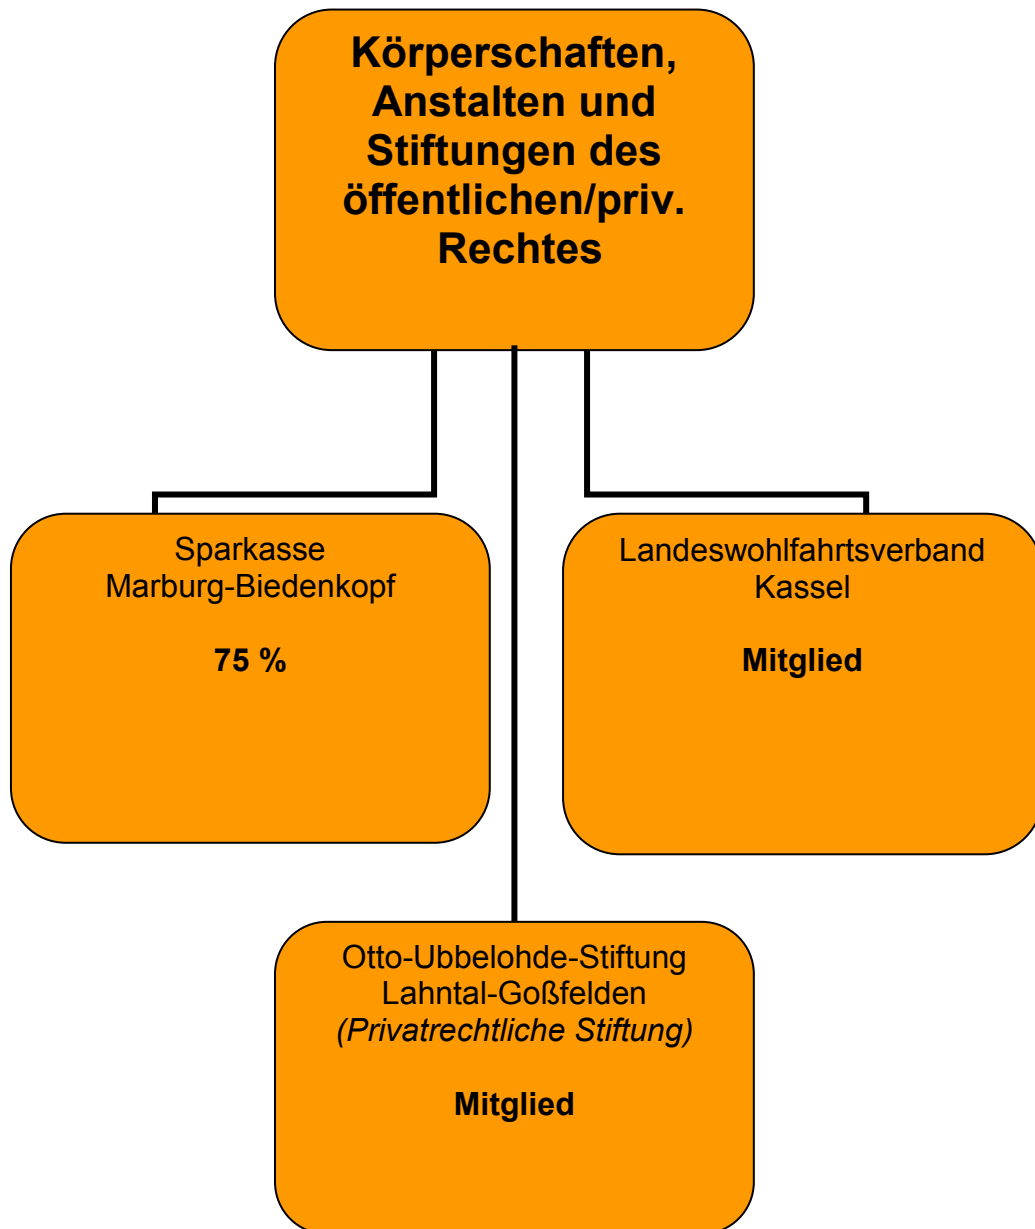 Körperschaften,
Anstalten und
Stiftungen des
öffentlichen/priv.
Rechtes
Sparkasse
Marburg-Biedenkopf
75 %
Landeswohlfahrtsverband
Kassel
Mitglied
Otto-Ubbelohde-Stiftung
Lahntal-Goßfelden
(Privatrechtliche Stiftung)
Mitglied